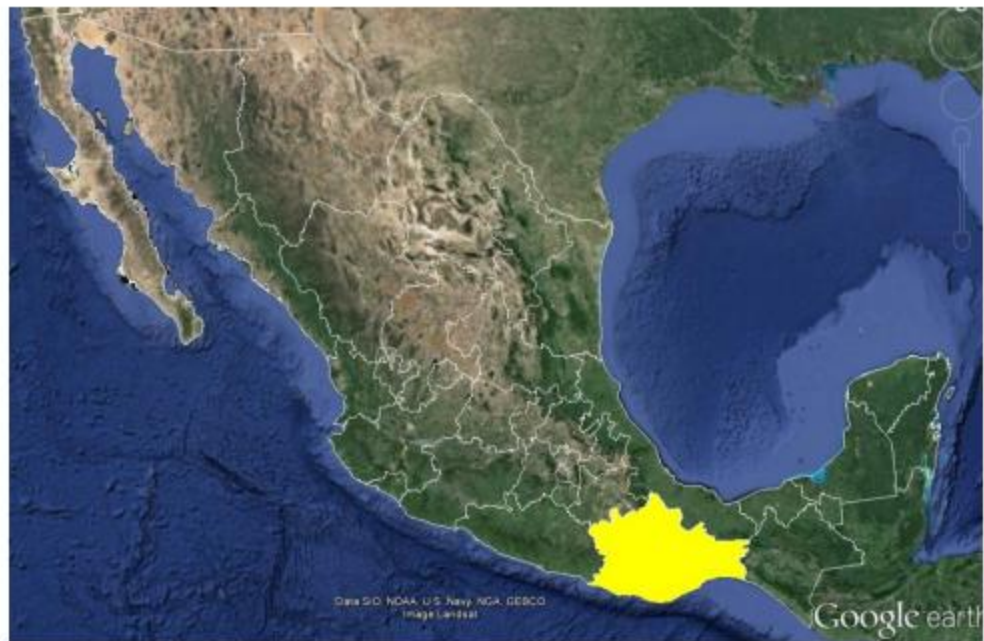 Data SIO, NOAA, U.S. Navy, NGA, GEBCO
Image Landsat
Google earth